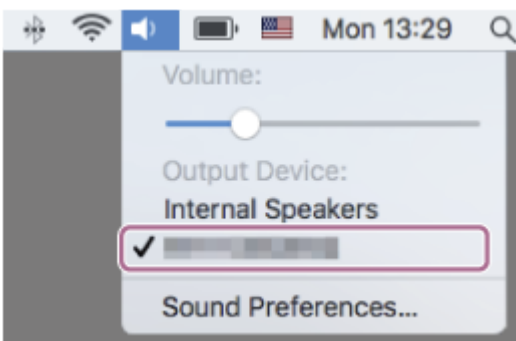 Mon 13:29
Volume:
Output Device:
Internal Speakers
Sound Preferences...